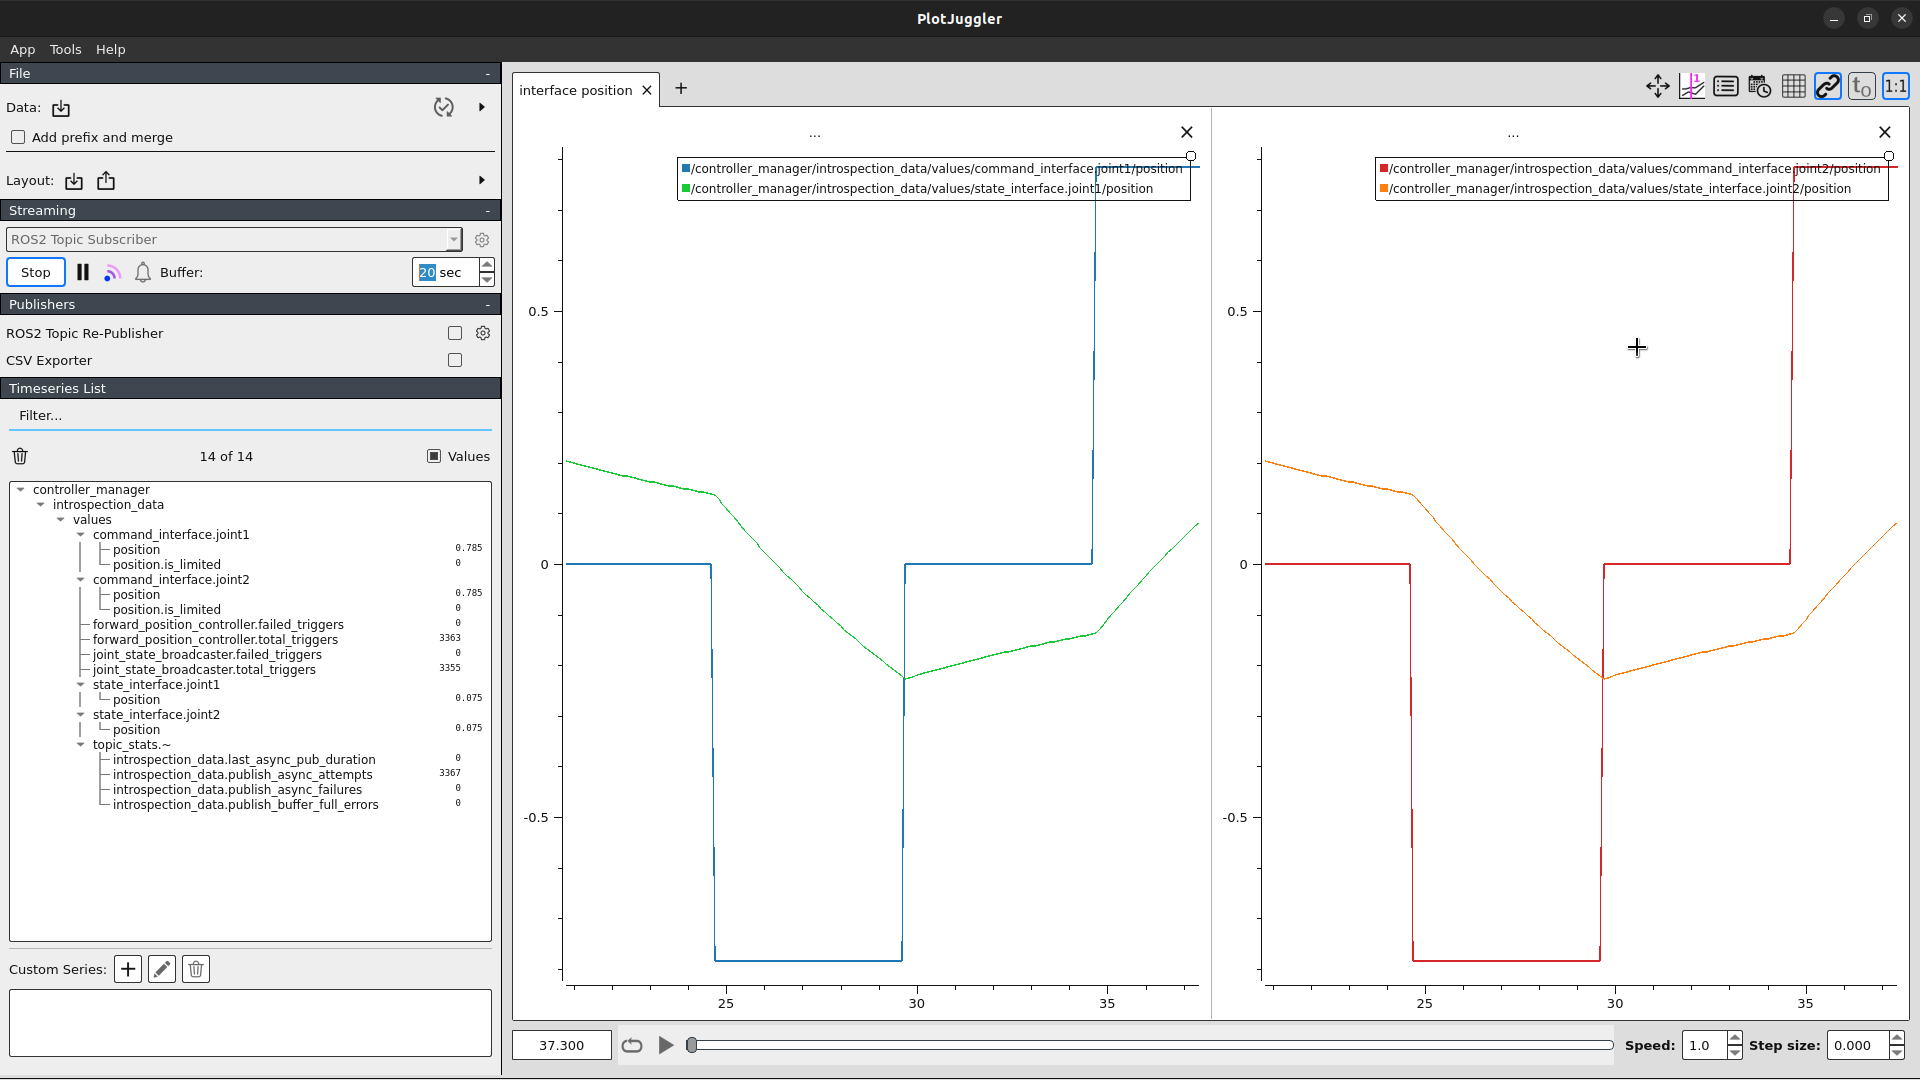 PlotJuggler
App Tools Help
File -
Data:
Add prefix and merge
Layout:
Streaming -
ROS2 Topic Subscriber
Stop Buffer: 20 sec
Publishers -
ROS2 Topic Re-Publisher
CSV Exporter
Timeseries List
Filter...
14 of 14 Values
controller_manager
introspection_data
values
command_interface.joint1
position 0.785
position.is_limited 0
command_interface.joint2
position 0.785
position.is_limited 0
forward_position_controller.failed_triggers 0
forward_position_controller.total_triggers 3363
joint_state_broadcaster.failed_triggers 0
joint_state_broadcaster.total_triggers 3355
state_interface.joint1
position 0.075
state_interface.joint2
position 0.075
topic_stats.~
introspection_data.last_async_pub_duration 0
introspection_data.publish_async_attempts 3367
introspection_data.publish_async_failures 0
introspection_data.publish_buffer_full_errors 0
Custom Series:
interface position
1 t0 1:1
...
/controller_manager/introspection_data/values/command_interface.joint1/position
/controller_manager/introspection_data/values/state_interface.joint1/position
0.5
0
-0.5
25 30 35
...
/controller_manager/introspection_data/values/command_interface.joint2/position
/controller_manager/introspection_data/values/state_interface.joint2/position
0.5
0
-0.5
25 30 35
37.300 Speed: 1.0 Step size: 0.000